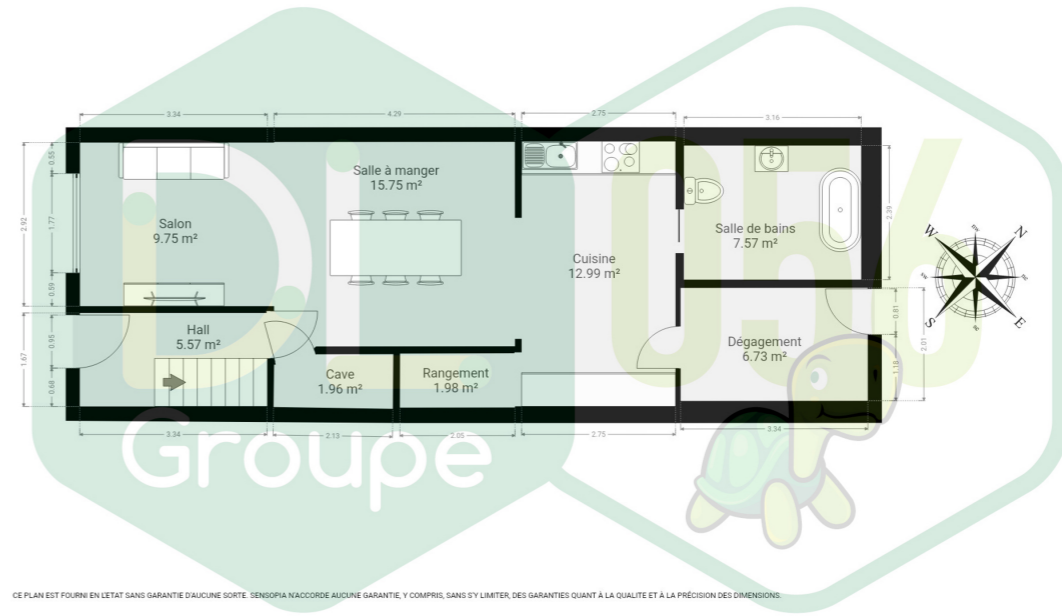 3.34
4.29
2.75
3.16
0.55
1.77
0.59
2.92
Salon
9.75 m²
Salle à manger
15.75 m²
Cuisine
12.99 m²
Salle de bains
7.57 m²
2.39
W
N
S
E
Hall
5.57 m²
0.95
0.68
1.67
Cave
1.96 m²
Rangement
1.98 m²
Dégagement
6.73 m²
0.81
1.18
2.01
3.34
2.13
2.05
2.75
3.34
DL 056
Groupe
CE PLAN EST FOURNI EN L'ETAT SANS GARANTIE D'AUCUNE SORTE. SENSOPIA N'ACCORDE AUCUNE GARANTIE, Y COMPRIS, SANS S'Y LIMITER, DES GARANTIES QUANT À LA QUALITE ET À LA PRÉCISION DES DIMENSIONS.